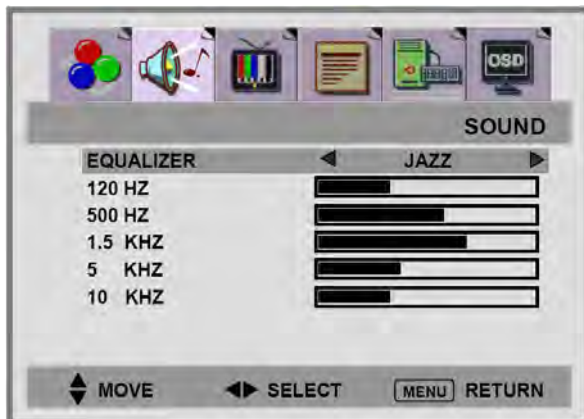 OSD
SOUND
EQUALIZER JAZZ
120 HZ
500 HZ
1.5 KHZ
5 KHZ
10 KHZ
MOVE SELECT MENU RETURN